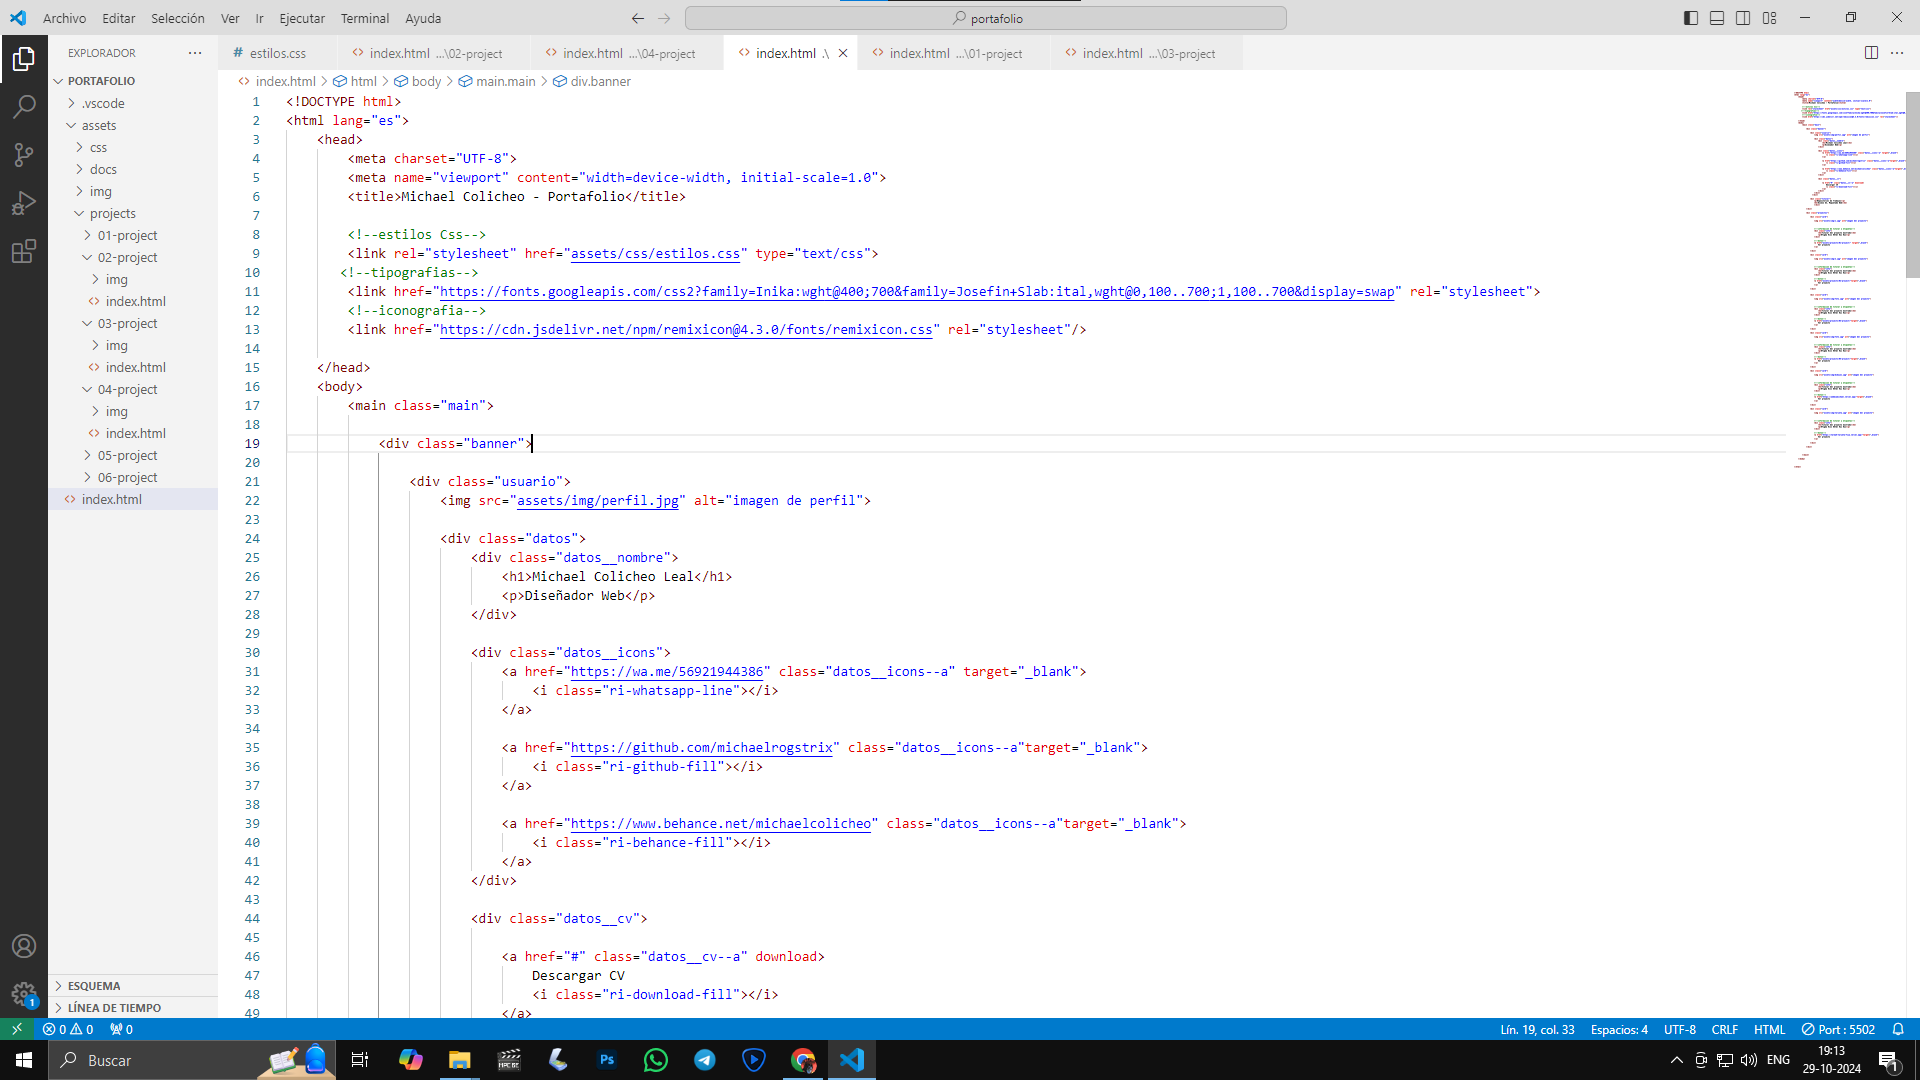 Archivo Editar Selección Ver Ir Ejecutar Terminal Ayuda
portafolio
EXPLORADOR
PORTAFOLIO
.vscode
assets
css
docs
img
projects
01-project
02-project
img
index.html
03-project
img
index.html
04-project
img
index.html
05-project
06-project
index.html
ESQUEMA
LÍNEA DE TIEMPO
# estilos.css
<> index.html ...\02-project
<> index.html ...\04-project
<> index.html .\
<> index.html ...\01-project
<> index.html ...\03-project
<> index.html > html > body > main.main > div.banner
1 <!DOCTYPE html>
2 <html lang="es">
3 <head>
4 <meta charset="UTF-8">
5 <meta name="viewport" content="width=device-width, initial-scale=1.0">
6 <title>Michael Colicheo - Portafolio</title>
7
8 <!--estilos Css-->
9 <link rel="stylesheet" href="assets/css/estilos.css" type="text/css">
10 <!--tipografias-->
11 <link href="https://fonts.googleapis.com/css2?family=Inika:wght@400;700&family=Josefin+Slab:ital,wght@0,100..700;1,100..700&display=swap" rel="stylesheet">
12 <!--iconografia-->
13 <link href="https://cdn.jsdelivr.net/npm/remixicon@4.3.0/fonts/remixicon.css" rel="stylesheet"/>
14
15 </head>
16 <body>
17 <main class="main">
18
19 <div class="banner">
20
21 <div class="usuario">
22 <img src="assets/img/perfil.jpg" alt="imagen de perfil">
23
24 <div class="datos">
25 <div class="datos__nombre">
26 <h1>Michael Colicheo Leal</h1>
27 <p>Diseñador Web</p>
28 </div>
29
30 <div class="datos__icons">
31 <a href="https://wa.me/56921944386" class="datos__icons--a" target="_blank">
32 <i class="ri-whatsapp-line"></i>
33 </a>
34
35 <a href="https://github.com/michaelrogstrix" class="datos__icons--a"target="_blank">
36 <i class="ri-github-fill"></i>
37 </a>
38
39 <a href="https://www.behance.net/michaelcolicheo" class="datos__icons--a"target="_blank">
40 <i class="ri-behance-fill"></i>
41 </a>
42 </div>
43
44 <div class="datos__cv">
45
46 <a href="#" class="datos__cv--a" download>
47 Descargar CV
48 <i class="ri-download-fill"></i>
49 </a>
1
0 0 0
Lín. 19, col. 33 Espacios: 4 UTF-8 CRLF HTML Port : 5502
Buscar
Ps
ENG
19:13
29-10-2024
1